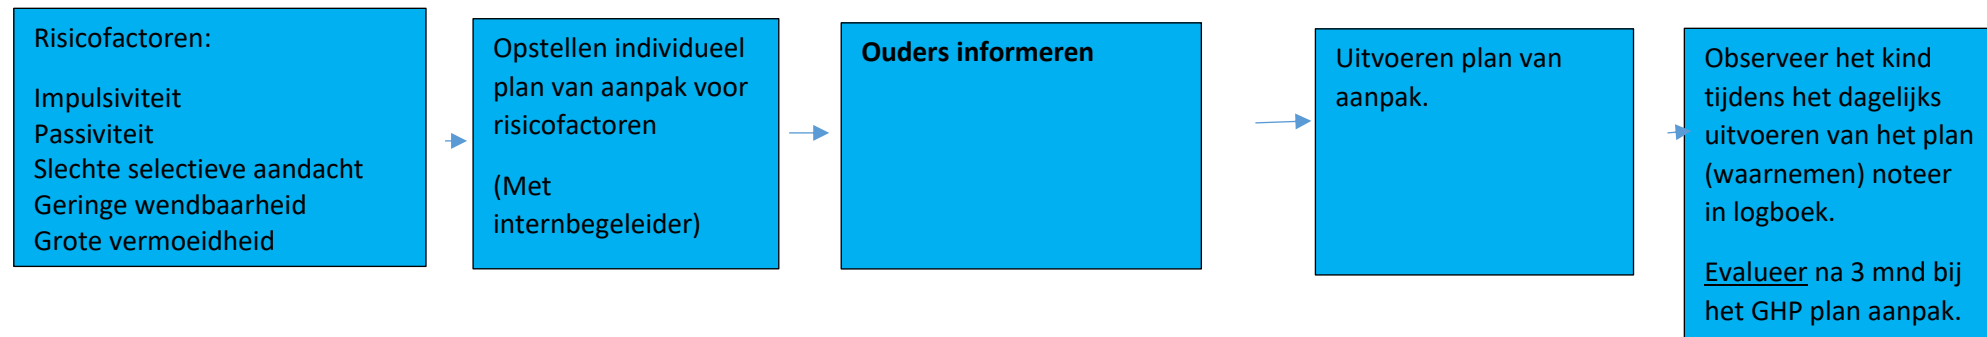 Risicofactoren:
Impulsiviteit
Passiviteit
Slechte selectieve aandacht
Geringe wendbaarheid
Grote vermoeidheid
Opstellen individueel
plan van aanpak voor
risicofactoren
(Met
internbegeleider)
Ouders informeren
Uitvoeren plan van
aanpak.
Observeer het kind
tijdens het dagelijks
uitvoeren van het plan
(waarnemen) noteer
in logboek.
Evalueer na 3 mnd bij
het GHP plan aanpak.